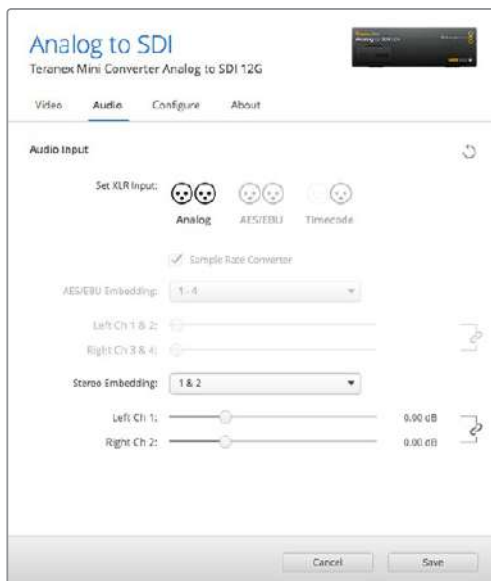 Analog to SDI
Teranex Mini Converter Analog to SDI 12G
Video Audio Configure About
Audio Input
Set XLR Input:
Analog AES/EBU Timecode
Sample Rate Converter
AES/EBU Embedding: 1 - 4
Left Ch 1 & 2:
Right Ch 3 & 4:
Stereo Embedding: 1 & 2
Left Ch 1: 0.00 dB
Right Ch 2: 0.00 dB
Cancel Save